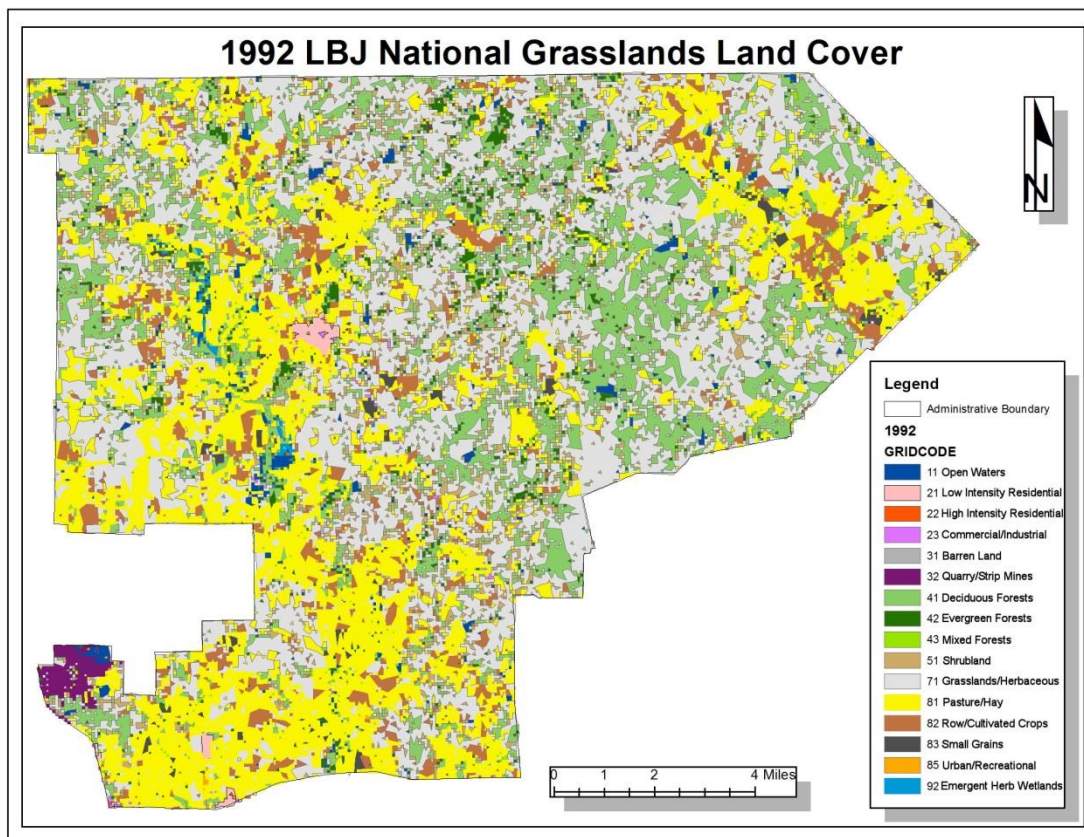 1992 LBJ National Grasslands Land Cover
N
Legend
Administrative Boundary
1992
GRIDCODE
11 Open Waters
21 Low Intensity Residential
22 High Intensity Residential
23 Commercial/Industrial
31 Barren Land
32 Quarry/Strip Mines
41 Deciduous Forests
42 Evergreen Forests
43 Mixed Forests
51 Shrubland
71 Grasslands/Herbaceous
81 Pasture/Hay
82 Row/Cultivated Crops
83 Small Grains
85 Urban/Recreational
92 Emergent Herb Wetlands
0 1 2 4 Miles